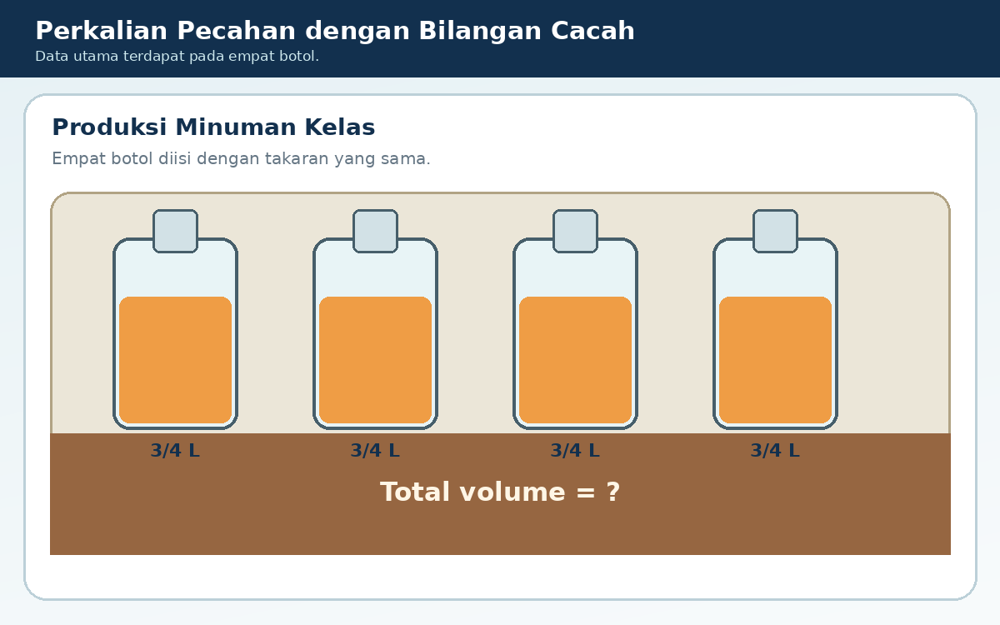 Perkalian Pecahan dengan Bilangan Cacah
Data utama terdapat pada empat botol.
Produksi Minuman Kelas
Empat botol diisi dengan takaran yang sama.
3/4 L 3/4 L 3/4 L 3/4 L
Total volume = ?